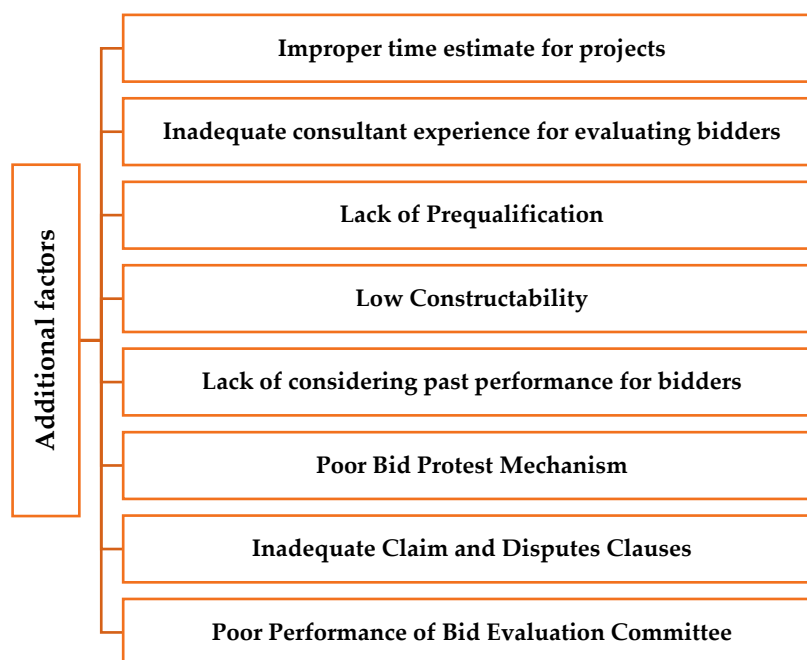 Additional factors
Improper time estimate for projects
Inadequate consultant experience for evaluating bidders
Lack of Prequalification
Low Constructability
Lack of considering past performance for bidders
Poor Bid Protest Mechanism
Inadequate Claim and Disputes Clauses
Poor Performance of Bid Evaluation Committee